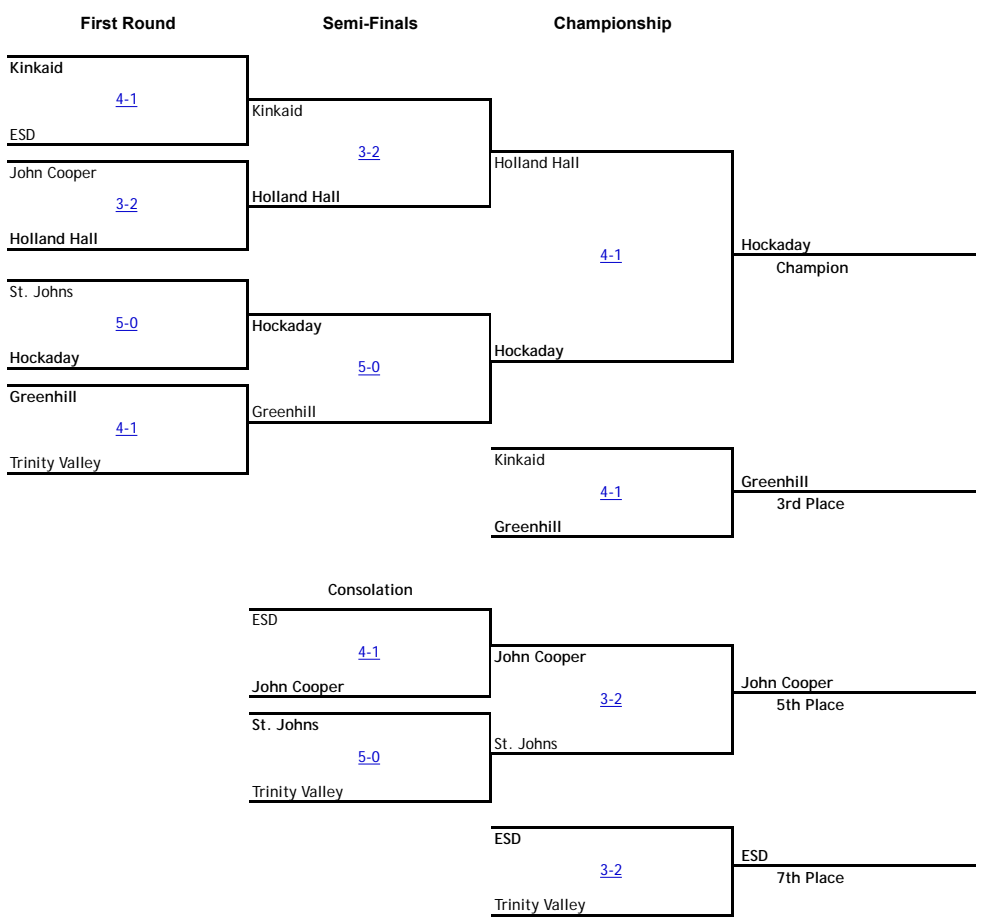 First Round Semi-Finals Championship
Kinkaid
4-1
ESD
John Cooper
3-2
Holland Hall
St. Johns
5-0
Hockaday
Greenhill
4-1
Trinity Valley
Kinkaid
3-2
Holland Hall
Hockaday
5-0
Greenhill
Holland Hall
4-1
Hockaday
Hockaday
Champion
Kinkaid
4-1
Greenhill
Greenhill
3rd Place
Consolation
ESD
4-1
John Cooper
St. Johns
5-0
Trinity Valley
John Cooper
3-2
St. Johns
John Cooper
5th Place
ESD
3-2
Trinity Valley
ESD
7th Place